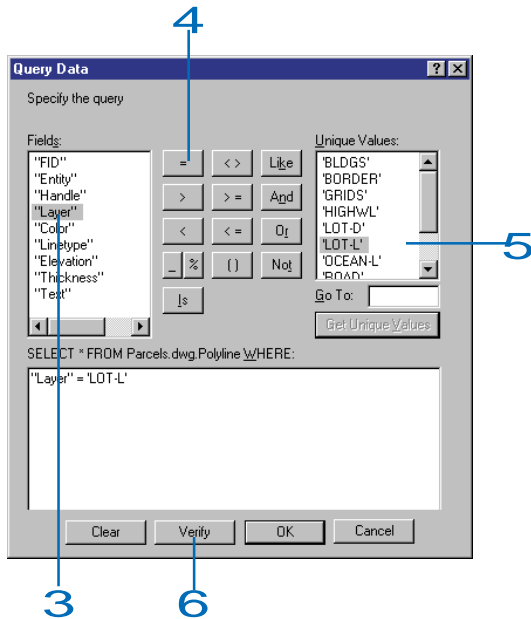 4
Query Data
Specify the query
Fields:
"FID"
"Entity"
"Handle"
"Layer"
"Color"
"Linetype"
"Elevation"
"Thickness"
"Text"
= <> Like
> >= And
< <= Or
_ % () Not
Is
Unique Values:
'BLDGS'
'BORDER'
'GRIDS'
'HIGHWL'
'LOT-D'
'LOT-L'
'OCEAN-L'
'ROAD'
5
Go To:
Get Unique Values
SELECT * FROM Parcels.dwg.Polyline WHERE:
"Layer" = 'LOT-L'
Clear Verify OK Cancel
3 6